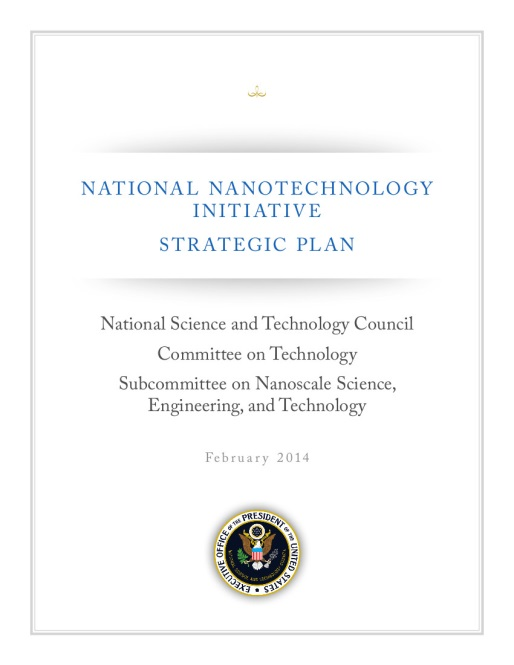 NATIONAL NANOTECHNOLOGY
INITIATIVE
STRATEGIC PLAN
National Science and Technology Council
Committee on Technology
Subcommittee on Nanoscale Science,
Engineering, and Technology
February 2014
EXECUTIVE OFFICE OF THE PRESIDENT OF THE UNITED STATES